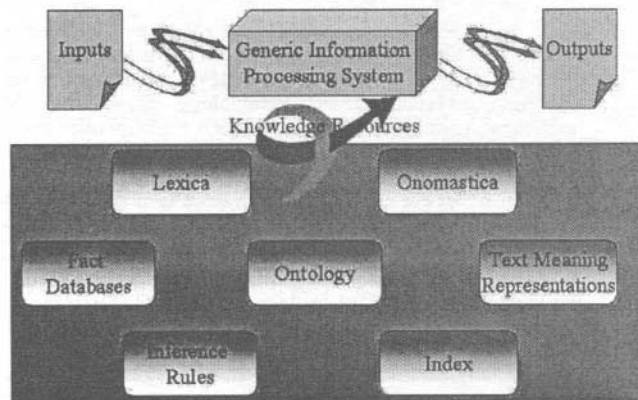 Inputs
Generic Information
Processing System
Outputs
Knowledge Resources
Lexica
Onomastica
Fact
Databases
Ontology
Text Meaning
Representations
Inference
Rules
Index